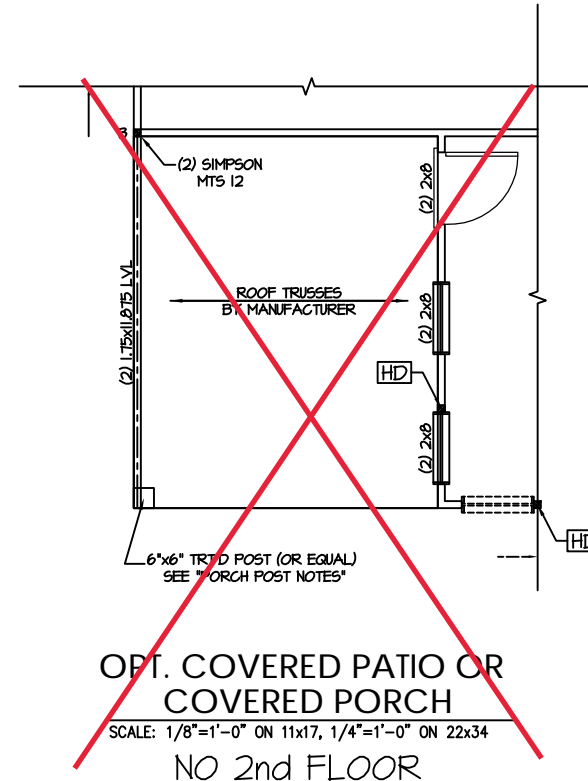 3
(2) SIMPSON
MTS 12
(2) 2x8
(2) 1.75x11.875 LVL
ROOF TRUSSES
BY MANUFACTURER
(2) 2x8
HD
(2) 2x8
HD
6"x6" TRT'D POST (OR EQUAL)
SEE "PORCH POST NOTES"
OPT. COVERED PATIO OR
COVERED PORCH
SCALE: 1/8"=1'-0" ON 11x17, 1/4"=1'-0" ON 22x34
NO 2nd FLOOR